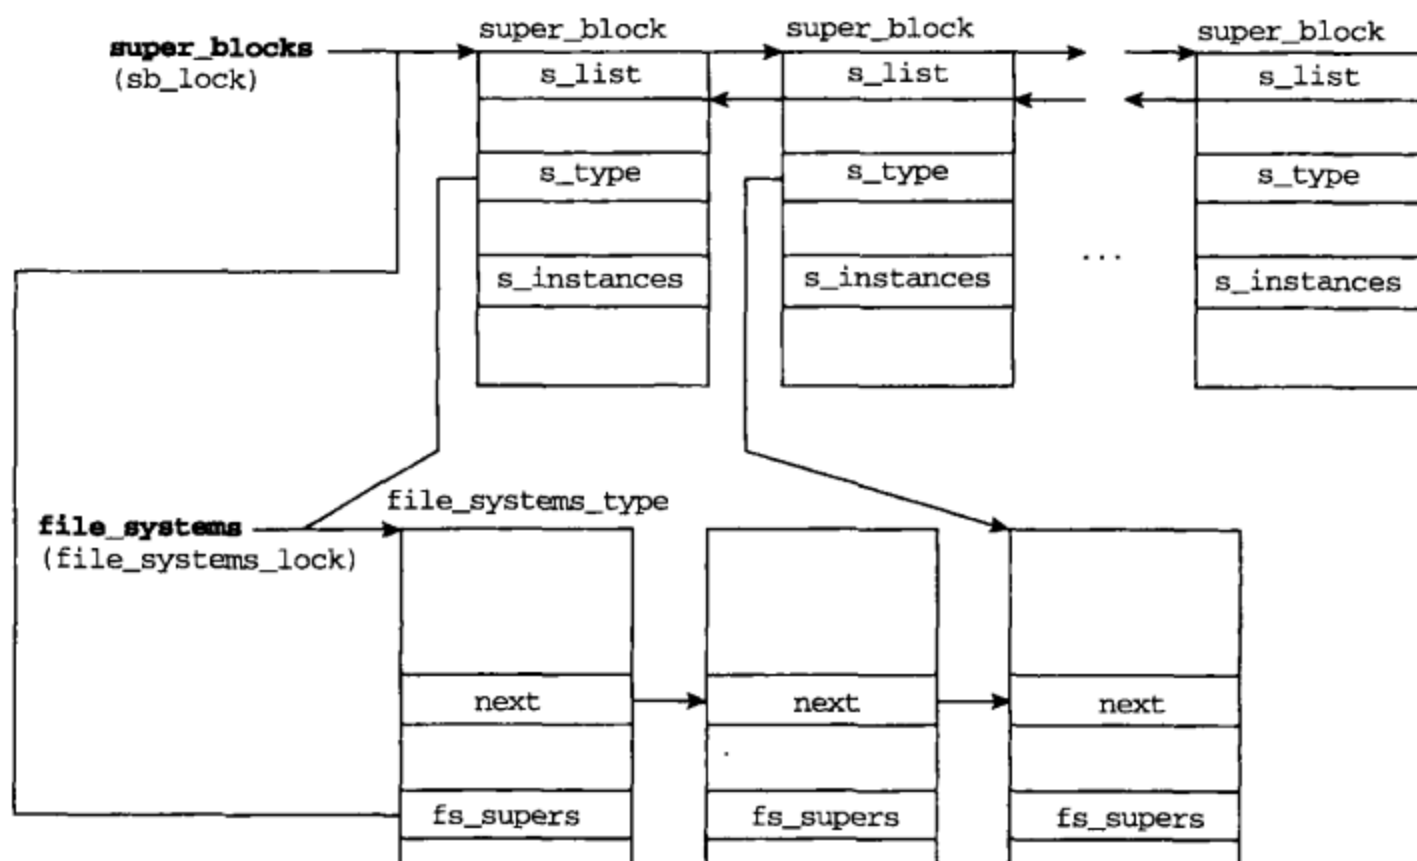 super_block super_block super_block
super_blocks
(sb_lock)
s_list s_list s_list
s_type s_type s_type
...
s_instances s_instances s_instances
file_systems_type
file_systems
(file_systems_lock)
next next next
fs_supers fs_supers fs_supers